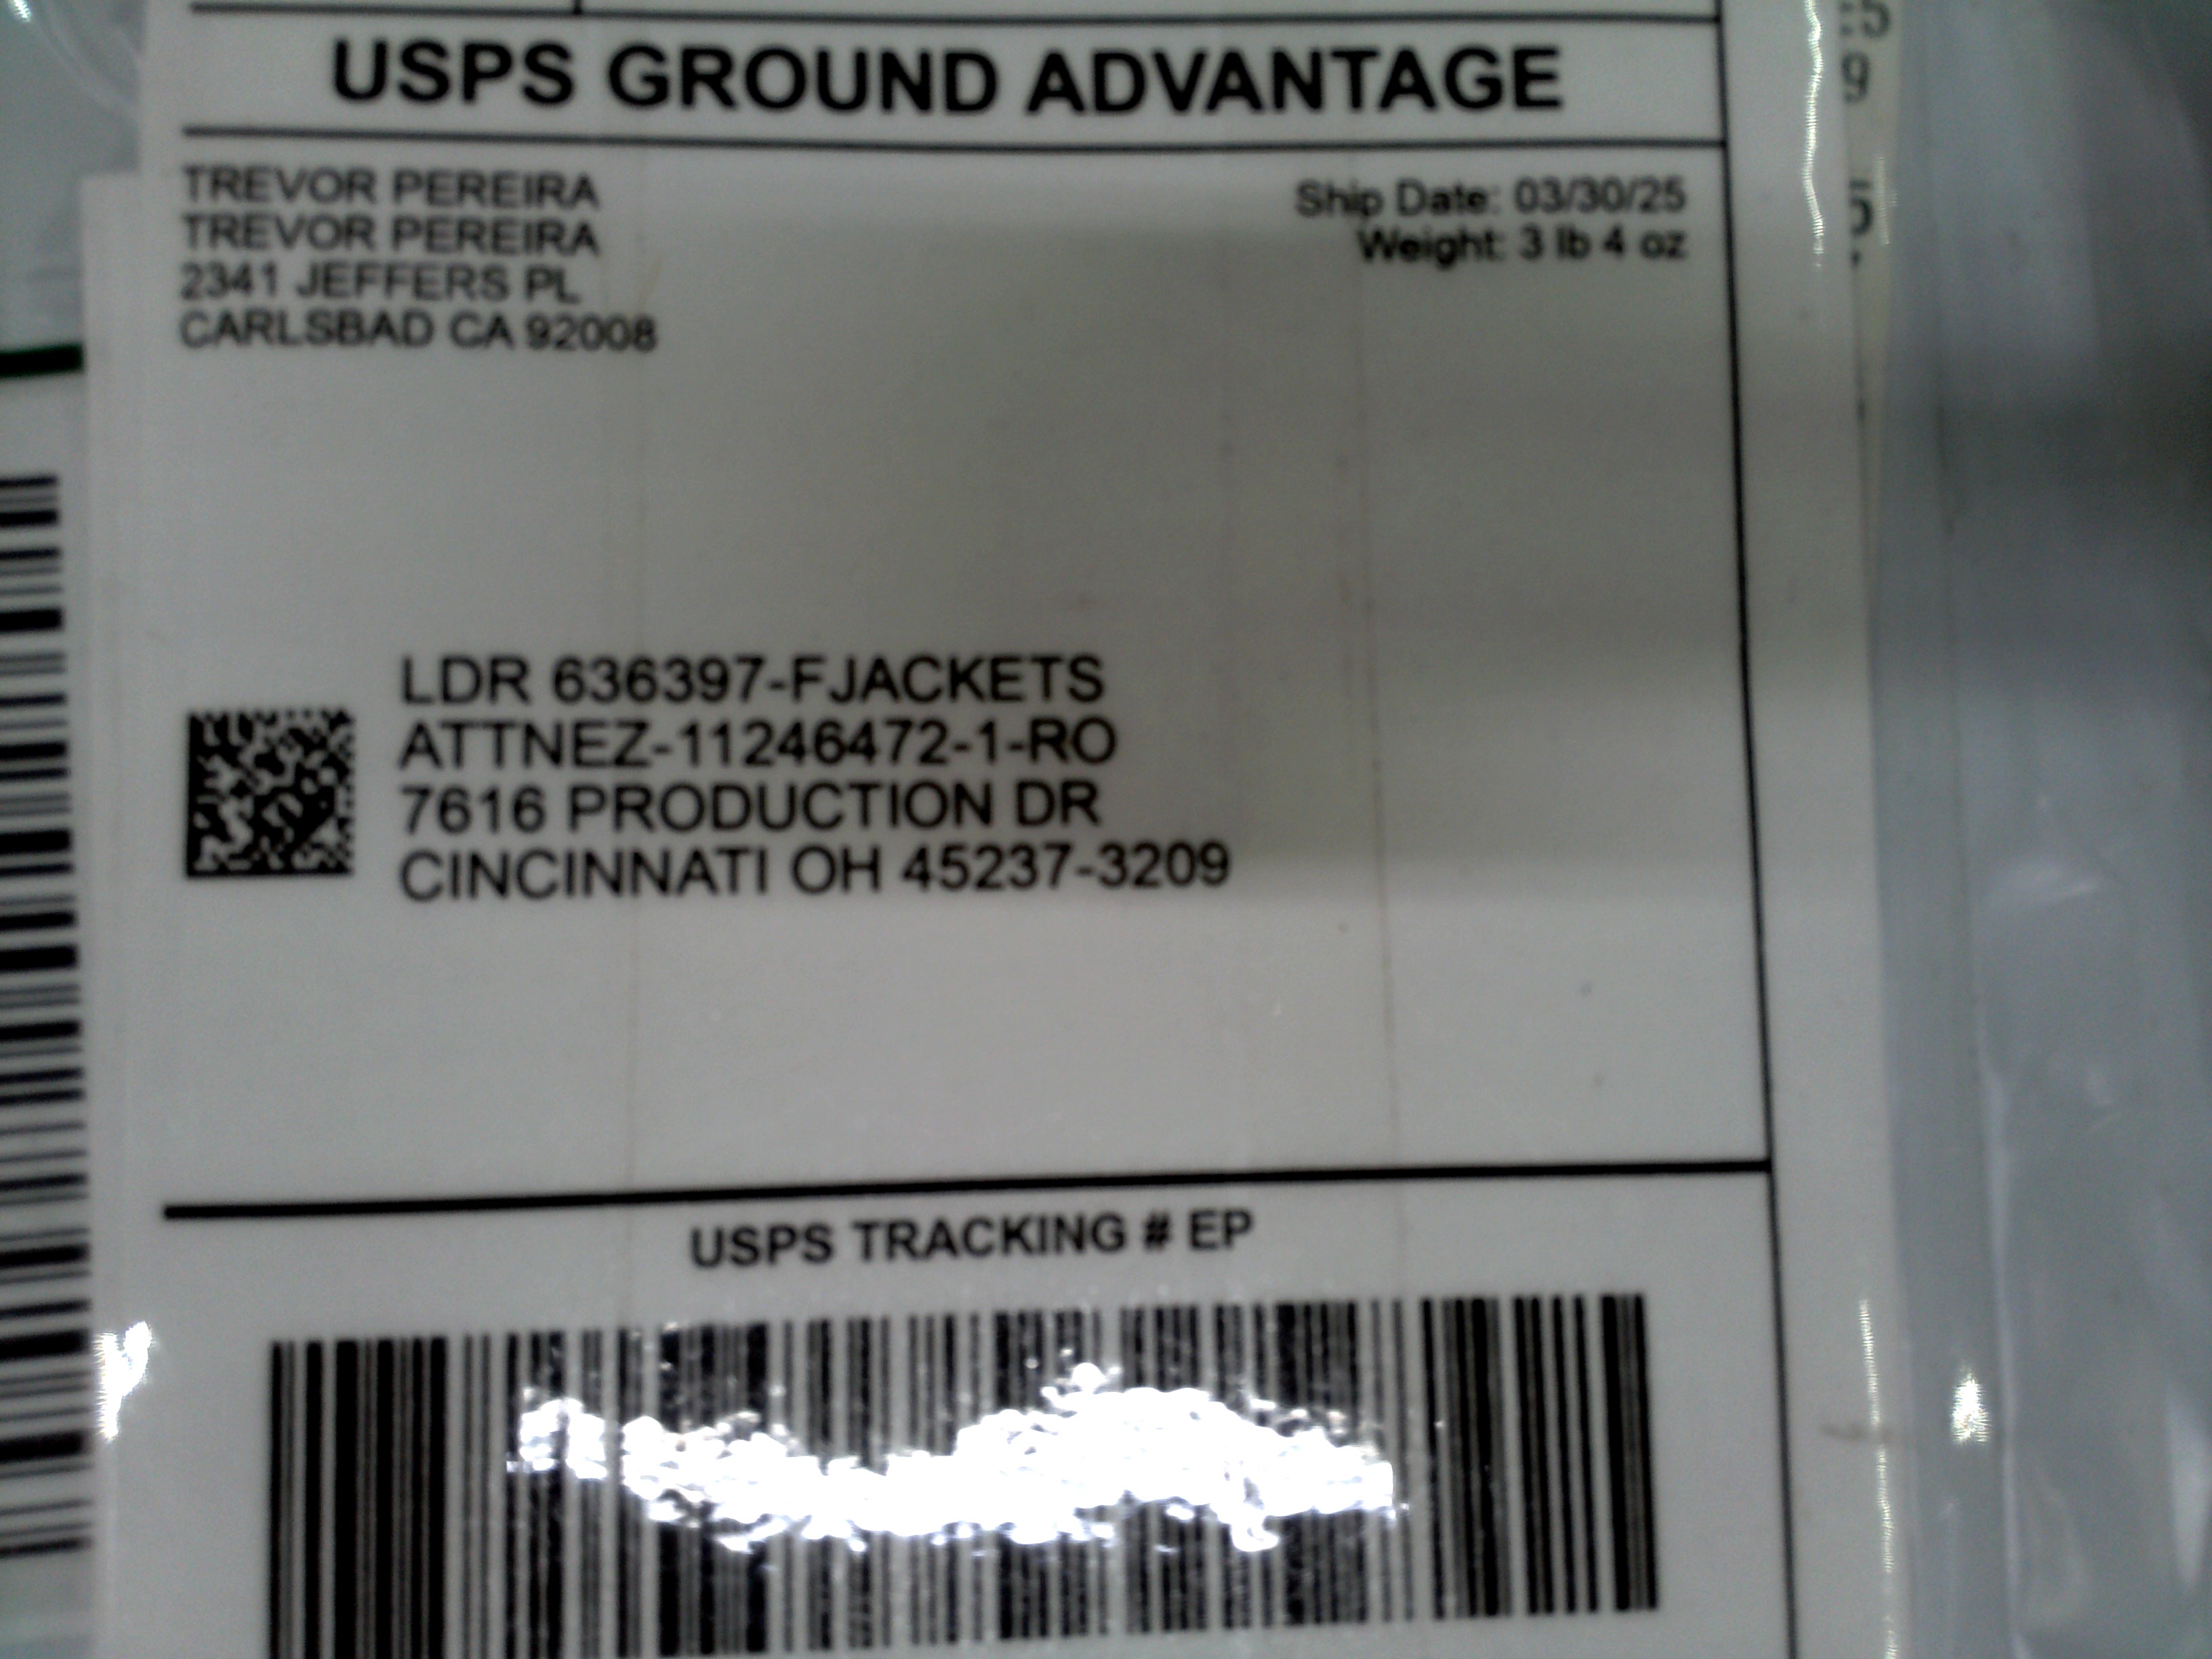 USPS GROUND ADVANTAGE
TREVOR PEREIRA
TREVOR PEREIRA
2341 JEFFERS PL
CARLSBAD CA 92008
Ship Date: 03/30/25
Weight: 3 lb 4 oz
LDR 636397-FJACKETS
ATTNEZ-11246472-1-RO
7616 PRODUCTION DR
CINCINNATI OH 45237-3209
USPS TRACKING # EP